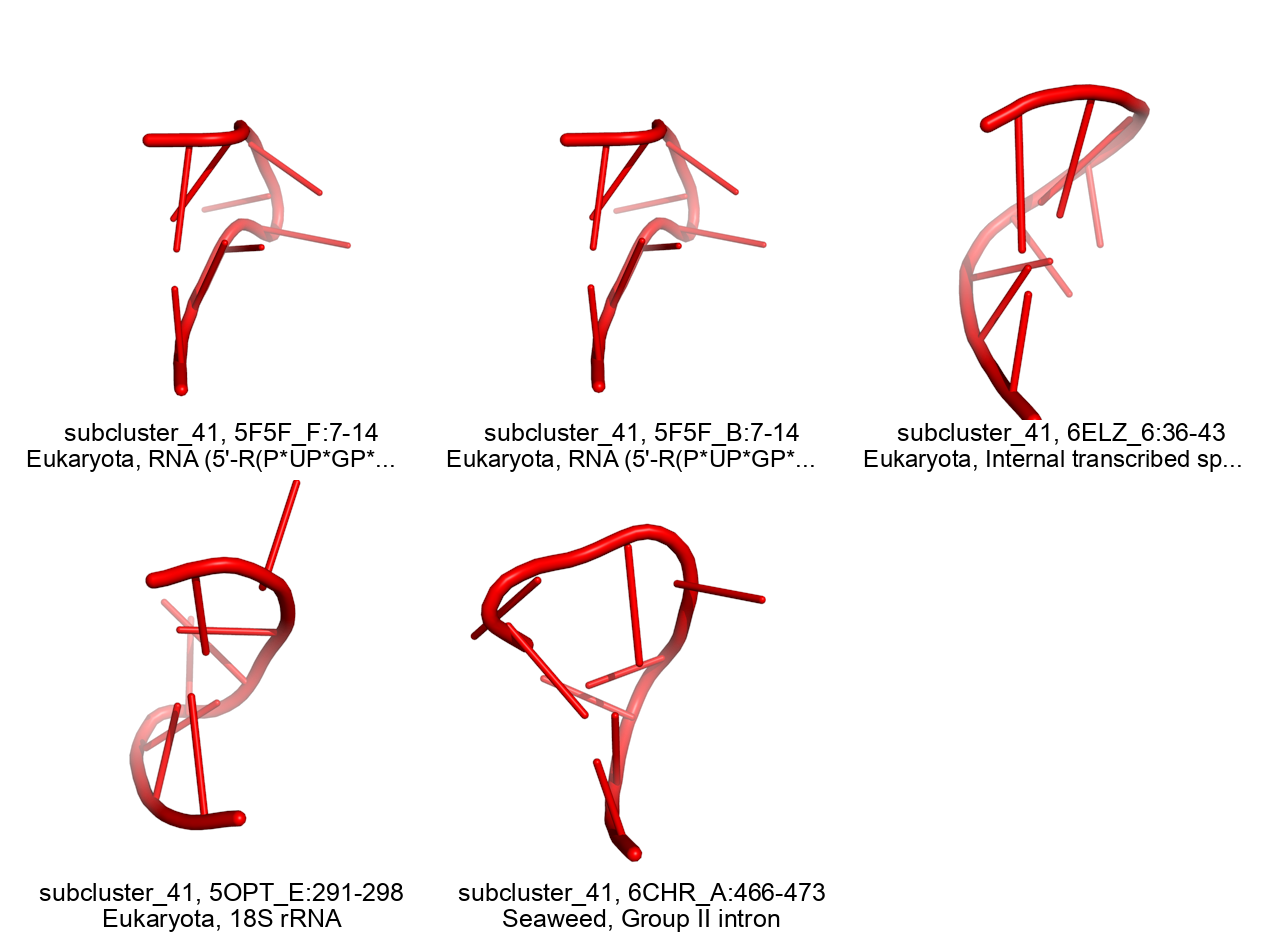 subcluster_41, 5F5F_F:7-14
Eukaryota, RNA (5'-R(P*UP*GP*...
subcluster_41, 5F5F_B:7-14
Eukaryota, RNA (5'-R(P*UP*GP*...
subcluster_41, 6ELZ_6:36-43
Eukaryota, Internal transcribed sp...
subcluster_41, 5OPT_E:291-298
Eukaryota, 18S rRNA
subcluster_41, 6CHR_A:466-473
Seaweed, Group II intron